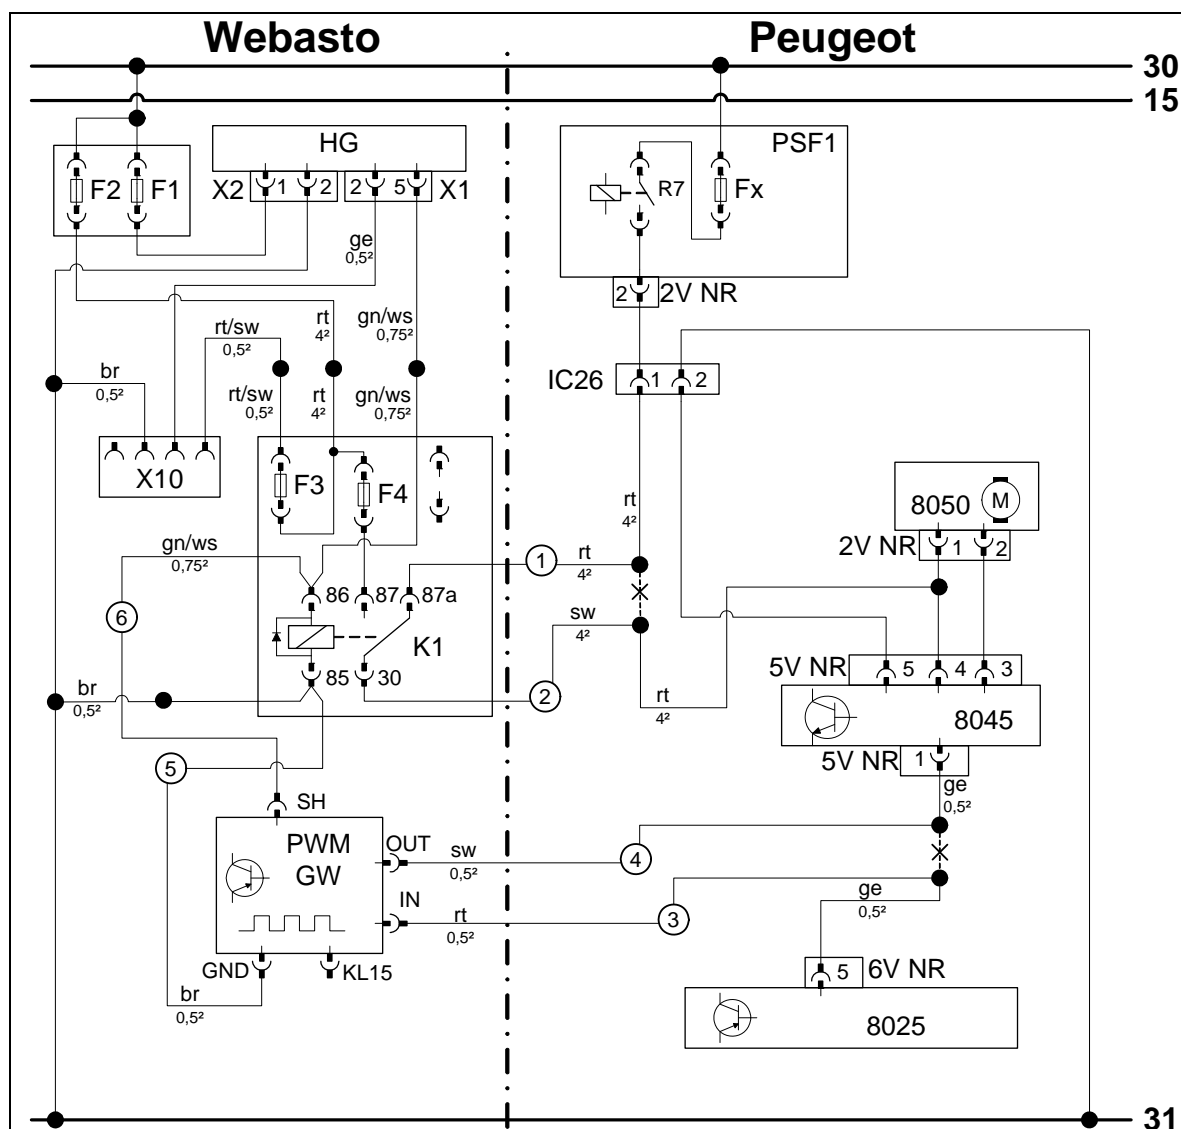 Webasto Peugeot
30
15
HG PSF1
F2 F1 X2 1 2 2 5 X1 R7 Fx
ge
0,5²
2 2V NR
rt/sw
0,5²
rt
4²
gn/ws
0,75²
IC26 1 2
br
0,5²
rt/sw
0,5²
rt
4²
gn/ws
0,75²
X10
F3 F4
rt
4²
8050 M
2V NR 1 2
gn/ws
0,75²
1
rt
4²
86 87 87a
6
sw
4²
K1
85 30
2
br
0,5²
rt
4²
5V NR 5 4 3
8045
5V NR 1
ge
0,5²
5
SH
PWM
GW
OUT
sw
0,5²
4
IN
rt
0,5²
3
ge
0,5²
GND KL15
br
0,5²
5 6V NR
8025
31